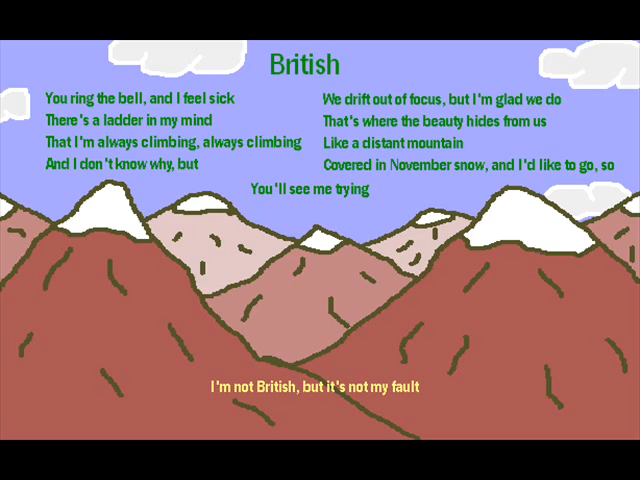 British
You ring the bell, and I feel sick
There's a ladder in my mind
That I'm always climbing, always climbing
And I don't know why, but
We drift out of focus, but I'm glad we do
That's where the beauty hides from us
Like a distant mountain
Covered in November snow, and I'd like to go, so
You'll see me trying
I'm not British, but it's not my fault